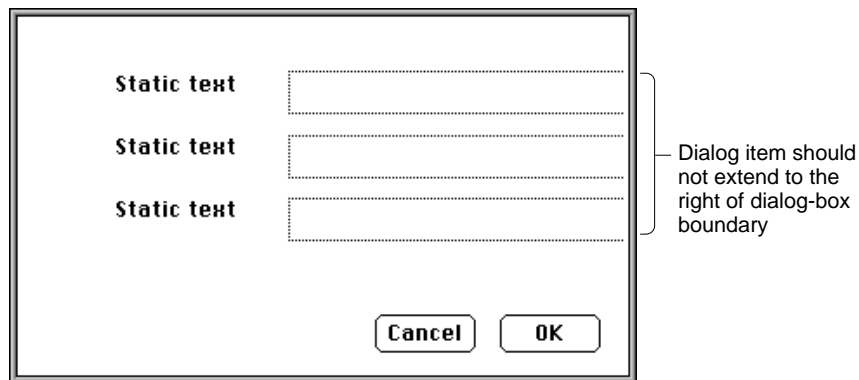 Static text
Static text
Static text
Dialog item should
not extend to the
right of dialog-box
boundary
Cancel
OK